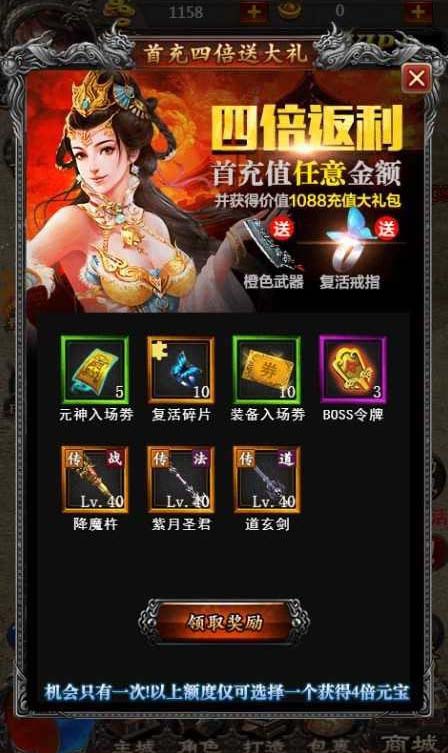 1158
0
首充四倍送大礼
四倍返利
首充值任意金额
并获得价值1088充值大礼包
送 送
橙色武器 复活戒指
5 10 10 3
元神入场劵 复活碎片 装备入场劵 BOSS令牌
传 战 传 法 传 道
Lv.40 Lv.40 Lv.40
降魔杵 紫月圣君 道玄剑
领取奖励
机会只有一次!以上额度仅可选择一个获得4倍元宝
主城 角色 打造 商城